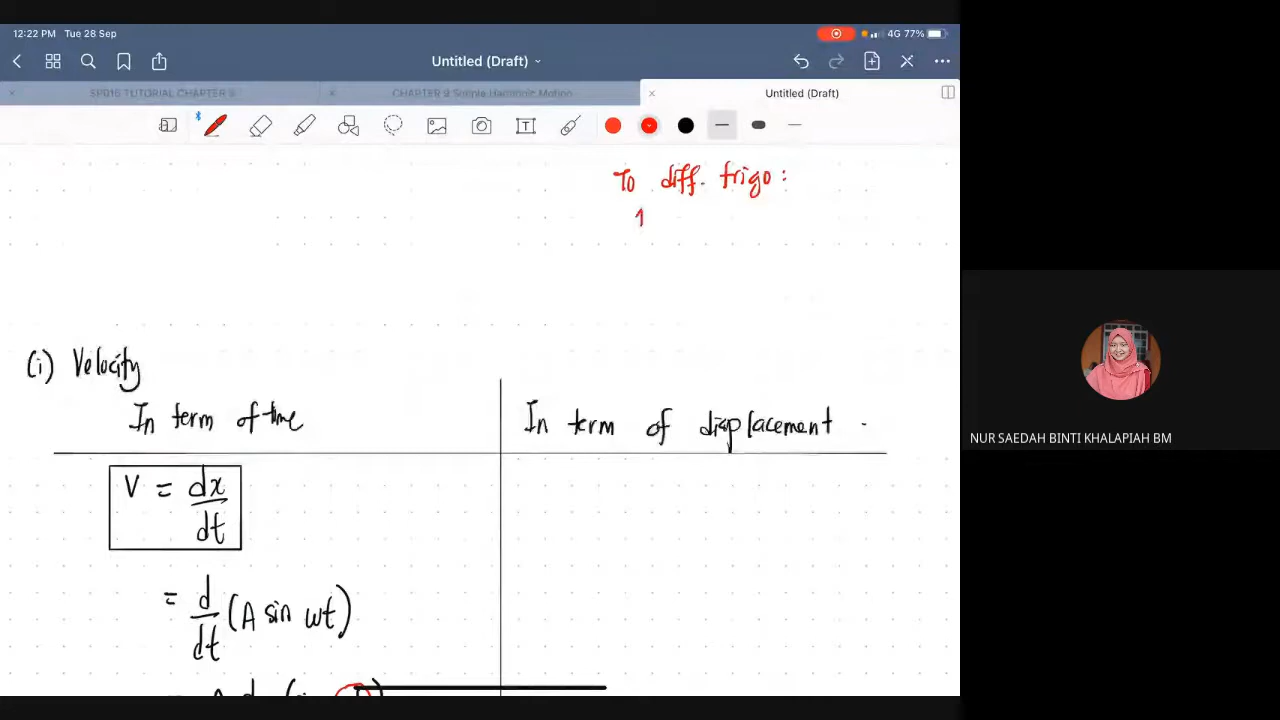 12:22 PM Tue 28 Sep
4G 77%
Untitled (Draft)
SP015 TUTORIAL CHAPTER 9
CHAPTER 9 Simple Harmonic Motion
Untitled (Draft)
To diff. trigo :
1
(i) Velocity
In term of time
In term of displacement .
V = dx/dt
= d/dt (A sin ωt)
NUR SAEDAH BINTI KHALAPIAH BM